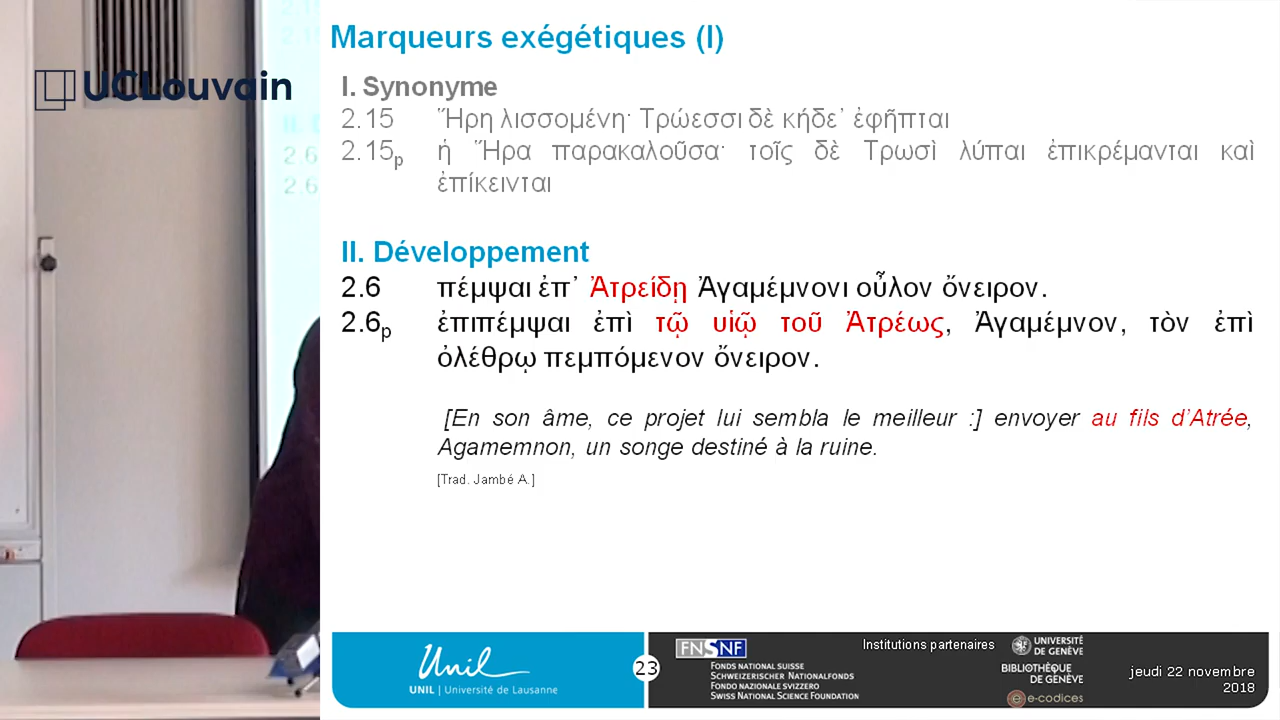 UCLouvain
Marqueurs exégétiques (I)
I. Synonyme
2.15 Ἥρη λισσομένη· Τρώεσσι δὲ κήδε᾽ ἐφῆπται
2.15p ἡ Ἥρα παρακαλοῦσα· τοῖς δὲ Τρωσὶ λύπαι ἐπικρέμανται καὶ
ἐπίκεινται
II. Développement
2.6 πέμψαι ἐπ᾽ Ἀτρείδῃ Ἀγαμέμνονι οὖλον ὄνειρον.
2.6p ἐπιπέμψαι ἐπὶ τῷ υἱῷ τοῦ Ἀτρέως, Ἀγαμέμνον, τὸν ἐπὶ
ὀλέθρῳ πεμπόμενον ὄνειρον.
[En son âme, ce projet lui sembla le meilleur :] envoyer au fils d'Atrée,
Agamemnon, un songe destiné à la ruine.
[Trad. Jambé A.]
Unil
UNIL | Université de Lausanne
23
FNSNF
FONDS NATIONAL SUISSE
SCHWEIZERISCHER NATIONALFONDS
FONDO NAZIONALE SVIZZERO
SWISS NATIONAL SCIENCE FOUNDATION
Institutions partenaires
UNIVERSITÉ
DE GENÈVE
BIBLIOTHÈQUE
DE GENÈVE
e-codices
jeudi 22 novembre
2018
2.6
2.6